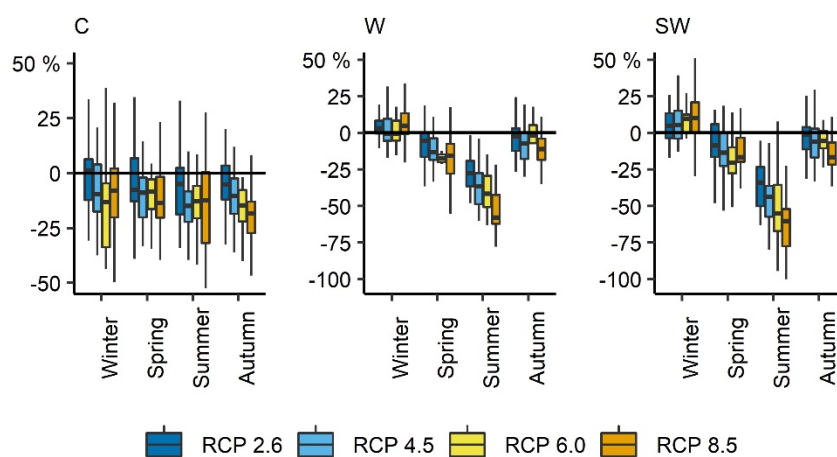 C
W
SW
50 %
25
0
-25
-50
Winter
Spring
Summer
Autumn
50 %
25
0
-25
-50
-75
-100
Winter
Spring
Summer
Autumn
50 %
25
0
-25
-50
-75
-100
Winter
Spring
Summer
Autumn
RCP 2.6 RCP 4.5 RCP 6.0 RCP 8.5